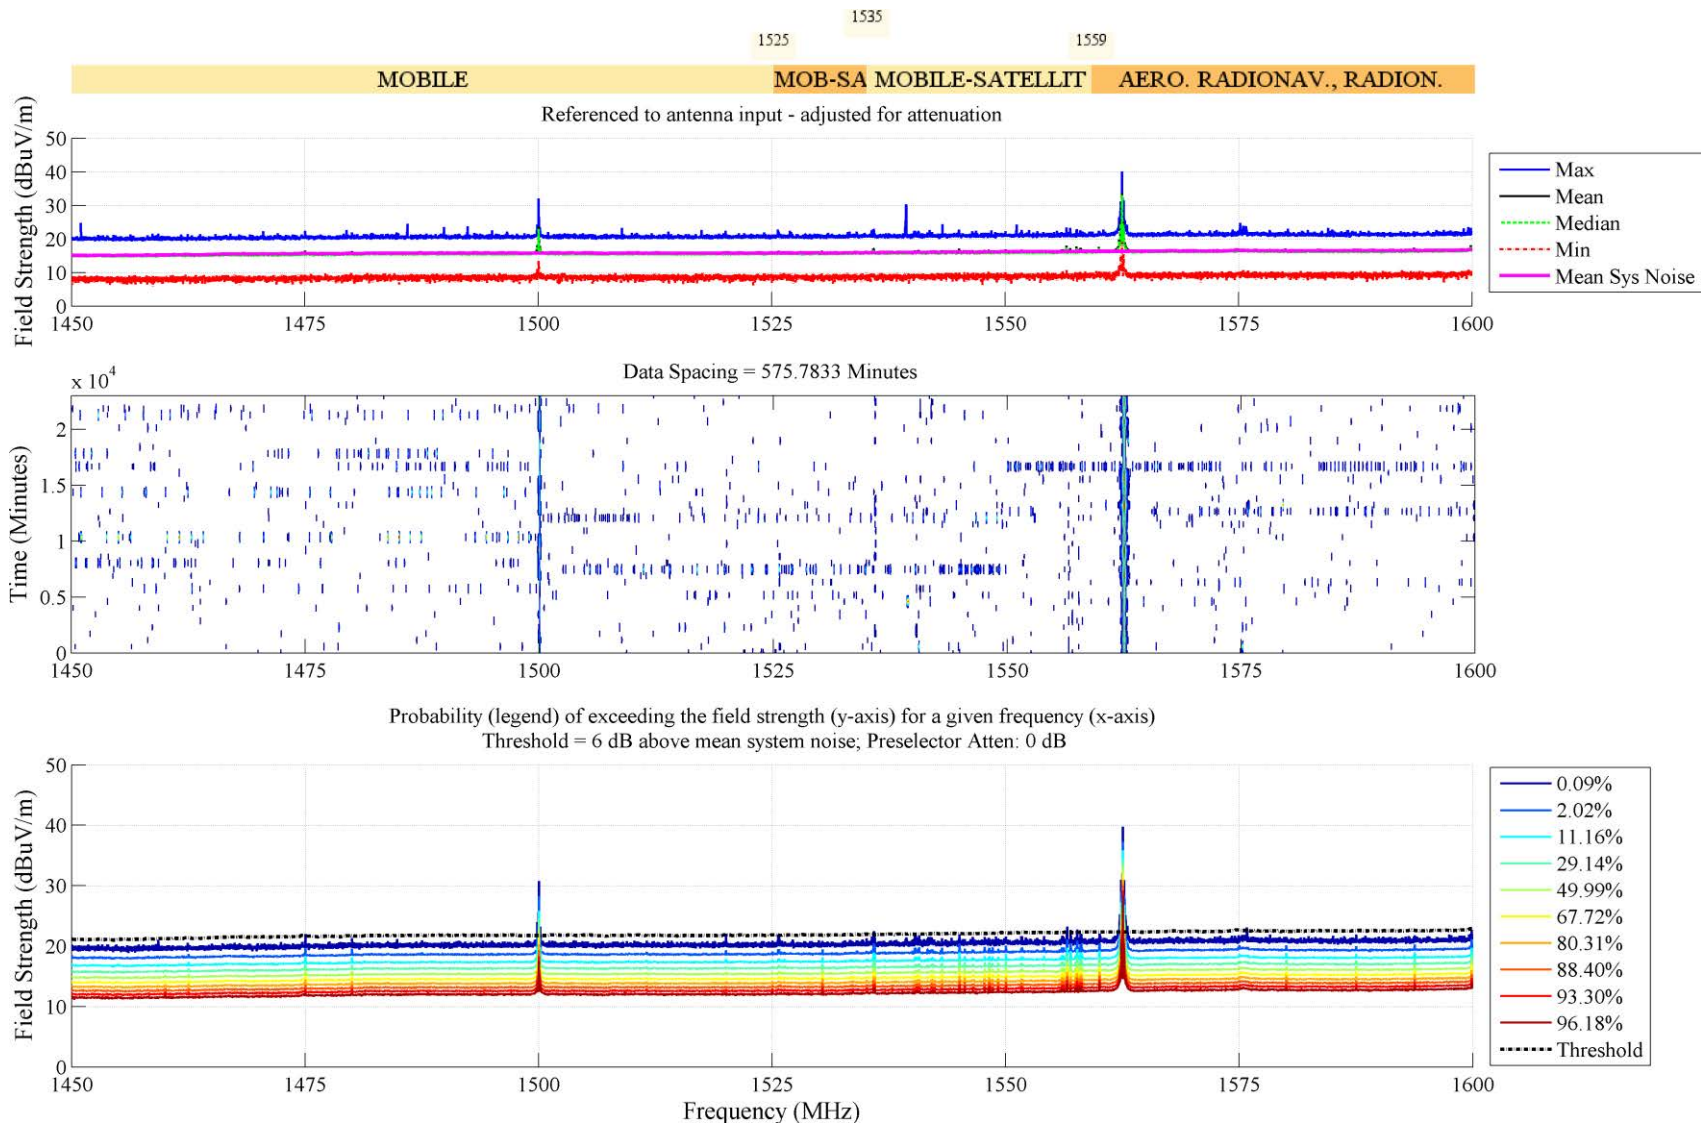 1535
1525
1559
MOBILE
MOB-SA
MOBILE-SATELLIT
AERO. RADIONAV., RADION.
Referenced to antenna input - adjusted for attenuation
Field Strength (dBuV/m)
50
40
30
20
10
0
1450
1475
1500
1525
1550
1575
1600
Max
Mean
Median
Min
Mean Sys Noise
Data Spacing = 575.7833 Minutes
x 10⁴
Time (Minutes)
2
1.5
1
0.5
0
1450
1475
1500
1525
1550
1575
1600
Probability (legend) of exceeding the field strength (y-axis) for a given frequency (x-axis)
Threshold = 6 dB above mean system noise; Preselector Atten: 0 dB
Field Strength (dBuV/m)
50
40
30
20
10
0
1450
1475
1500
1525
1550
1575
1600
Frequency (MHz)
0.09%
2.02%
11.16%
29.14%
49.99%
67.72%
80.31%
88.40%
93.30%
96.18%
Threshold